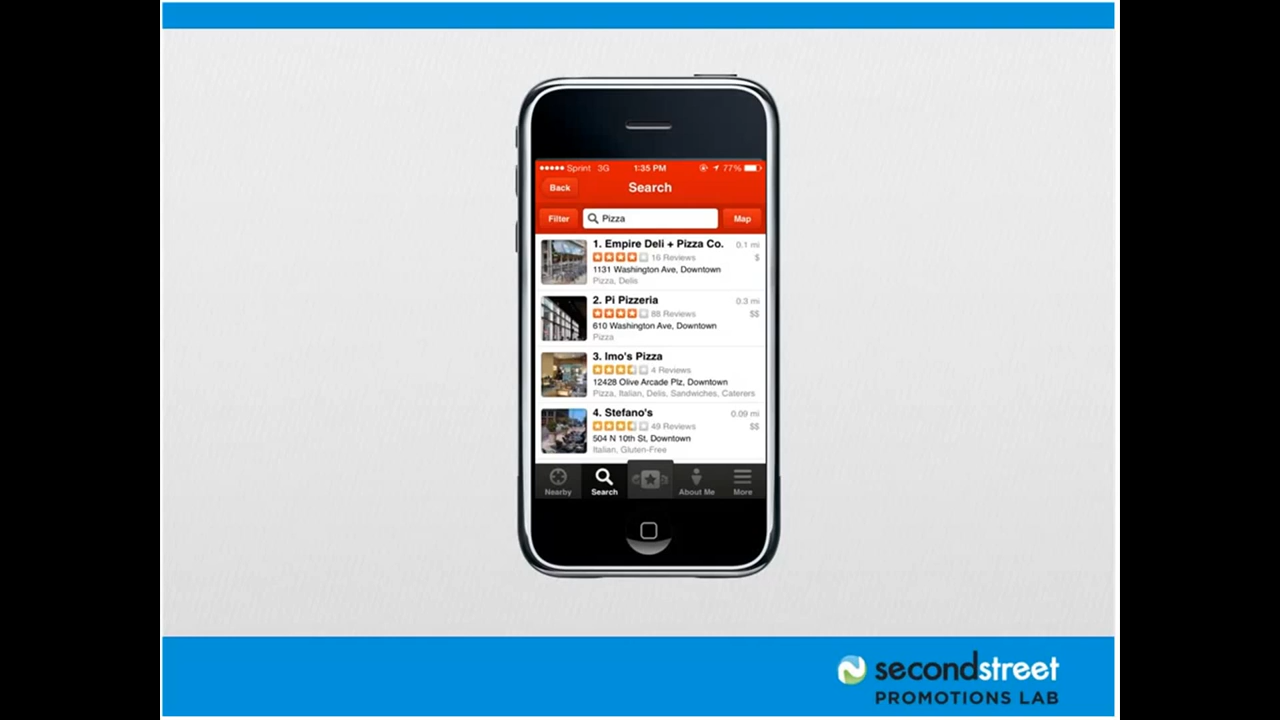 Sprint 3G 1:35 PM 77%
Back Search
Filter Pizza Map
1. Empire Deli + Pizza Co. 0.1 mi
16 Reviews $
1131 Washington Ave, Downtown
Pizza, Delis
2. Pi Pizzeria 0.3 mi
88 Reviews $$
610 Washington Ave, Downtown
Pizza
3. Imo's Pizza
4 Reviews
12428 Olive Arcade Plz, Downtown
Pizza, Italian, Delis, Sandwiches, Caterers
4. Stefano's 0.09 mi
49 Reviews $$
504 N 10th St, Downtown
Italian, Gluten-Free
Nearby Search About Me More
secondstreet
PROMOTIONS LAB